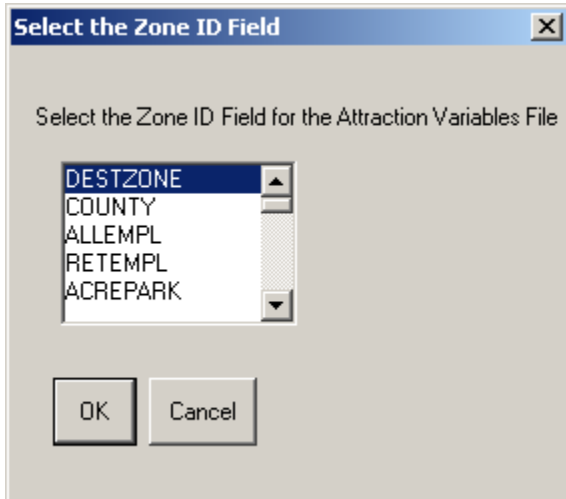 Select the Zone ID Field
Select the Zone ID Field for the Attraction Variables File
DESTZONE
COUNTY
ALLEMPL
RETEMPL
ACREPARK
OK
Cancel